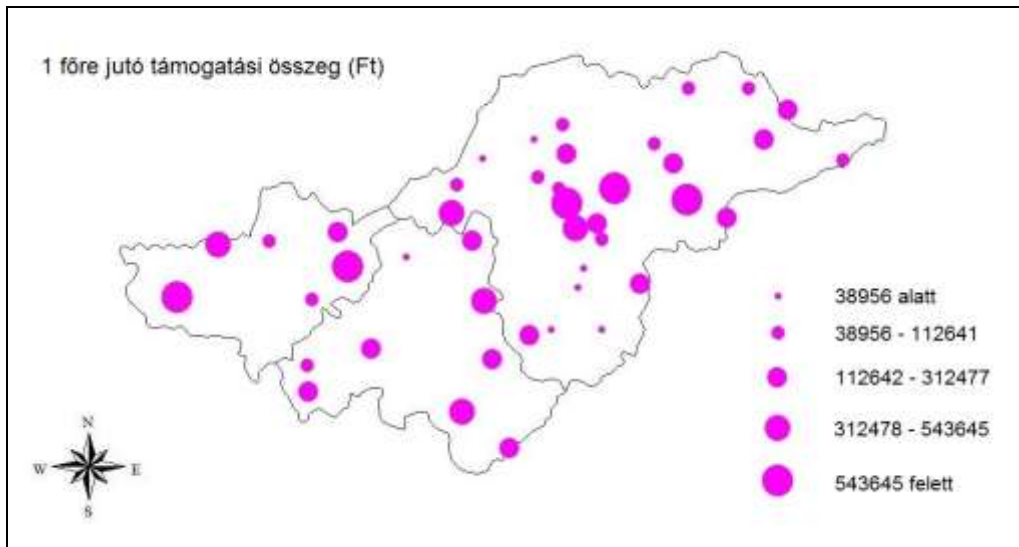 1 főre jutó támogatási összeg (Ft)
38956 alatt
38956 - 112641
112642 - 312477
312478 - 543645
543645 felett
N
W E
S